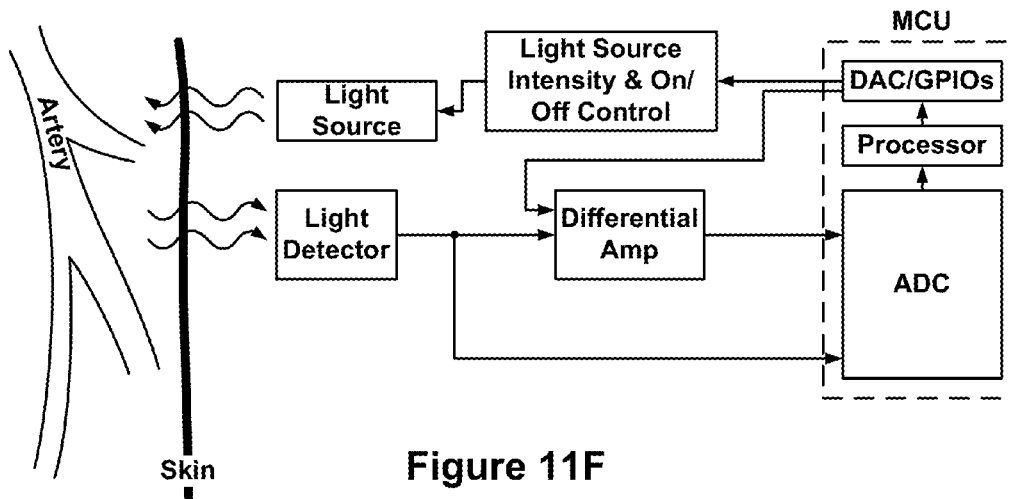 MCU
Light Source
Intensity & On/
Off Control
DAC/GPIOs
Light
Source
Processor
Artery
Light
Detector
Differential
Amp
ADC
Skin
Figure 11F